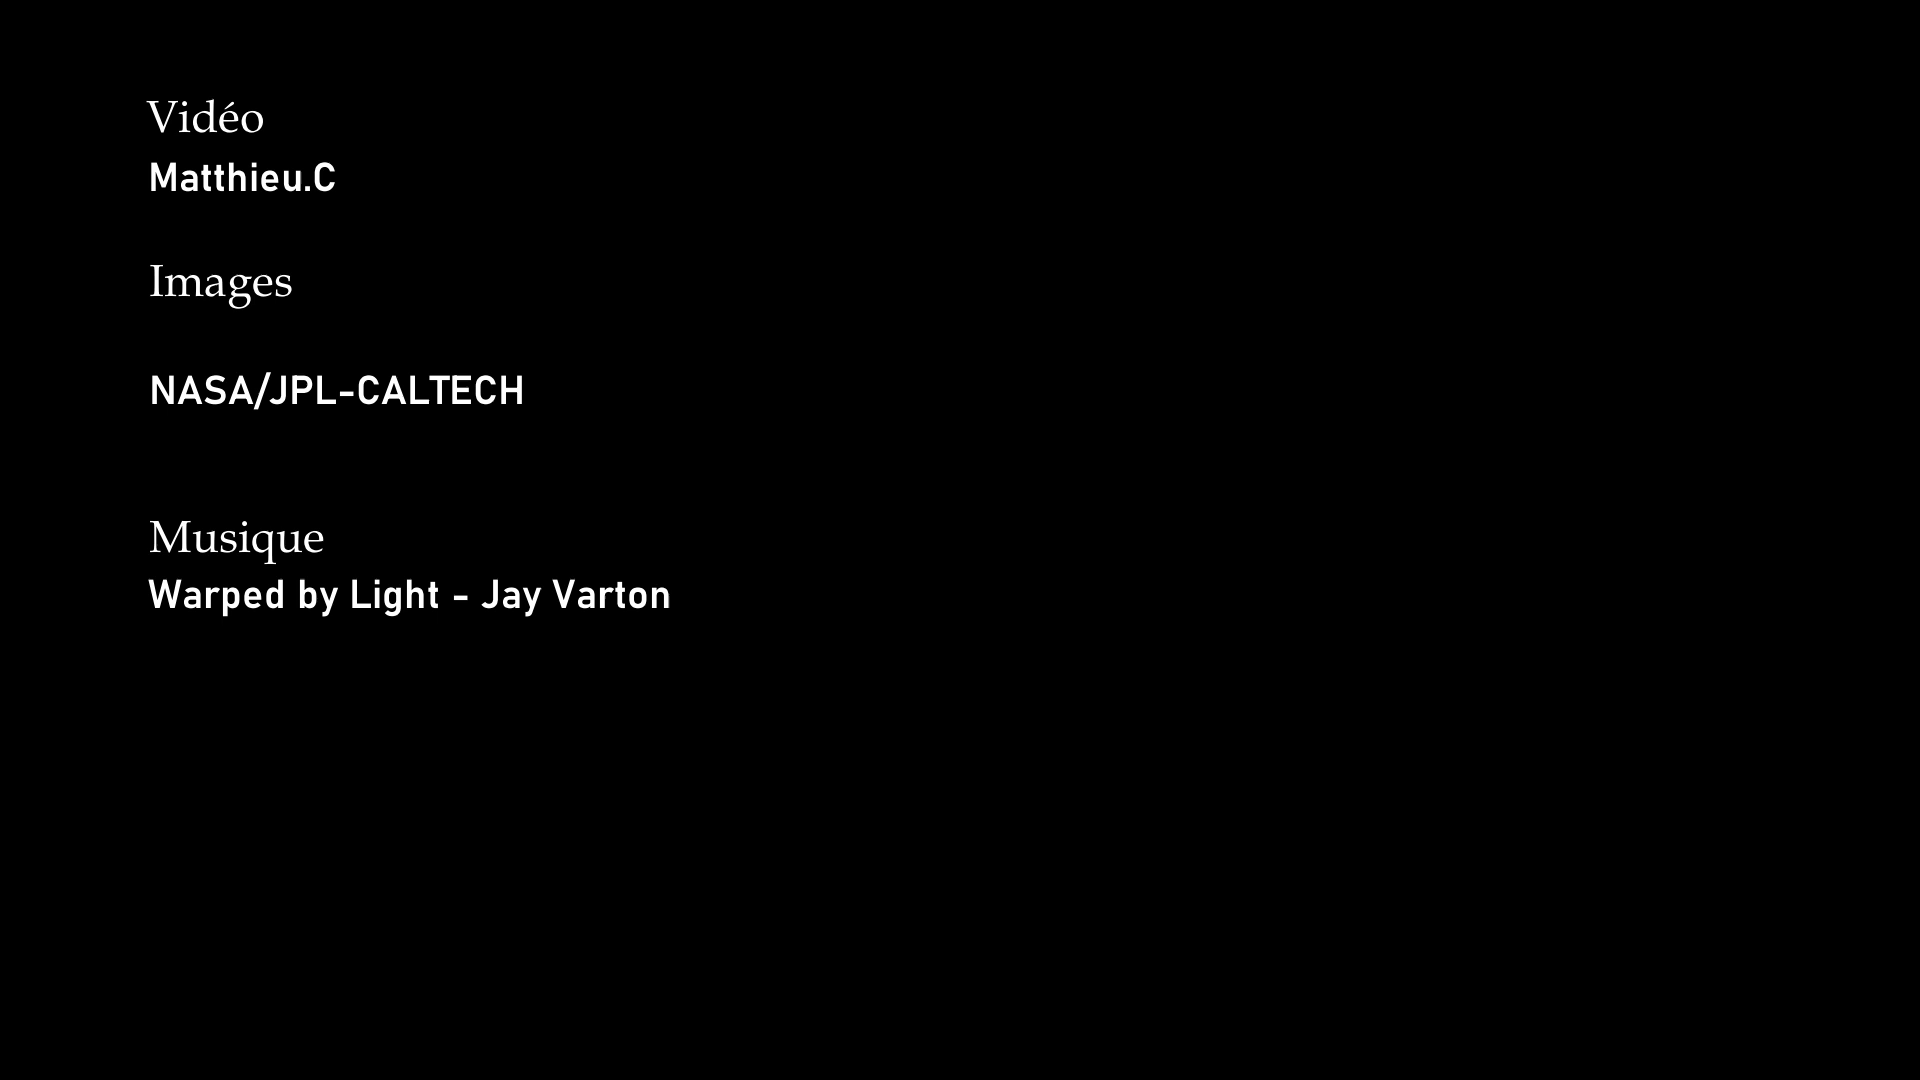 Vidéo
Matthieu.C
Images
NASA/JPL-CALTECH
Musique
Warped by Light - Jay Varton